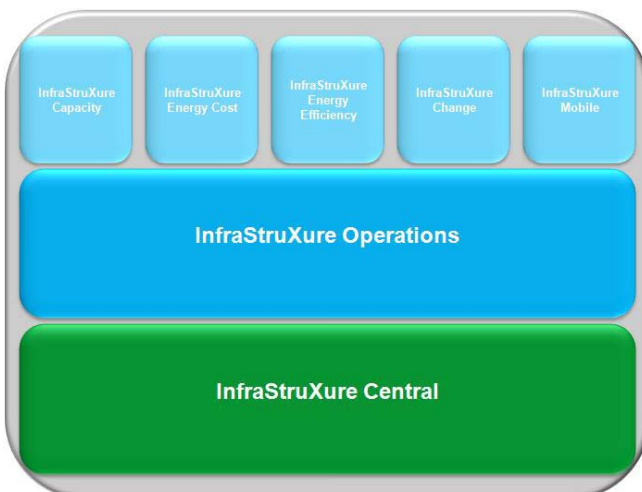 InfraStruXure
Capacity
InfraStruXure
Energy Cost
InfraStruXure
Energy
Efficiency
InfraStruXure
Change
InfraStruXure
Mobile
InfraStruXure Operations
InfraStruXure Central